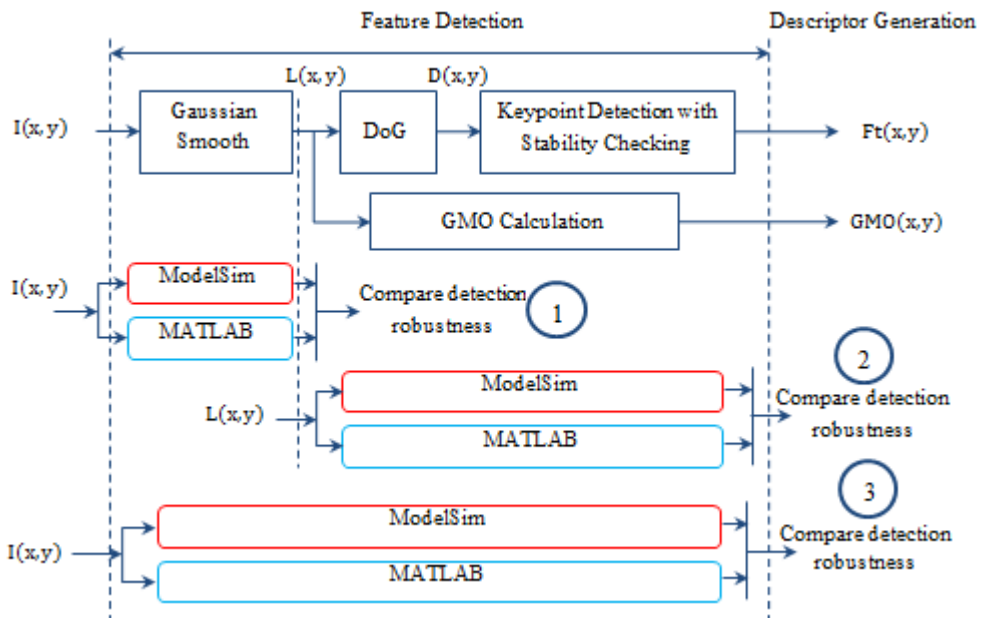 Feature Detection
Descriptor Generation
L(x,y)
D(x,y)
I(x,y)
Gaussian
Smooth
DoG
Keypoint Detection with
Stability Checking
Ft(x,y)
GMO Calculation
GMO(x,y)
I(x,y)
ModelSim
MATLAB
Compare detection
robustness
1
L(x,y)
ModelSim
MATLAB
2
Compare detection
robustness
I(x,y)
ModelSim
MATLAB
3
Compare detection
robustness